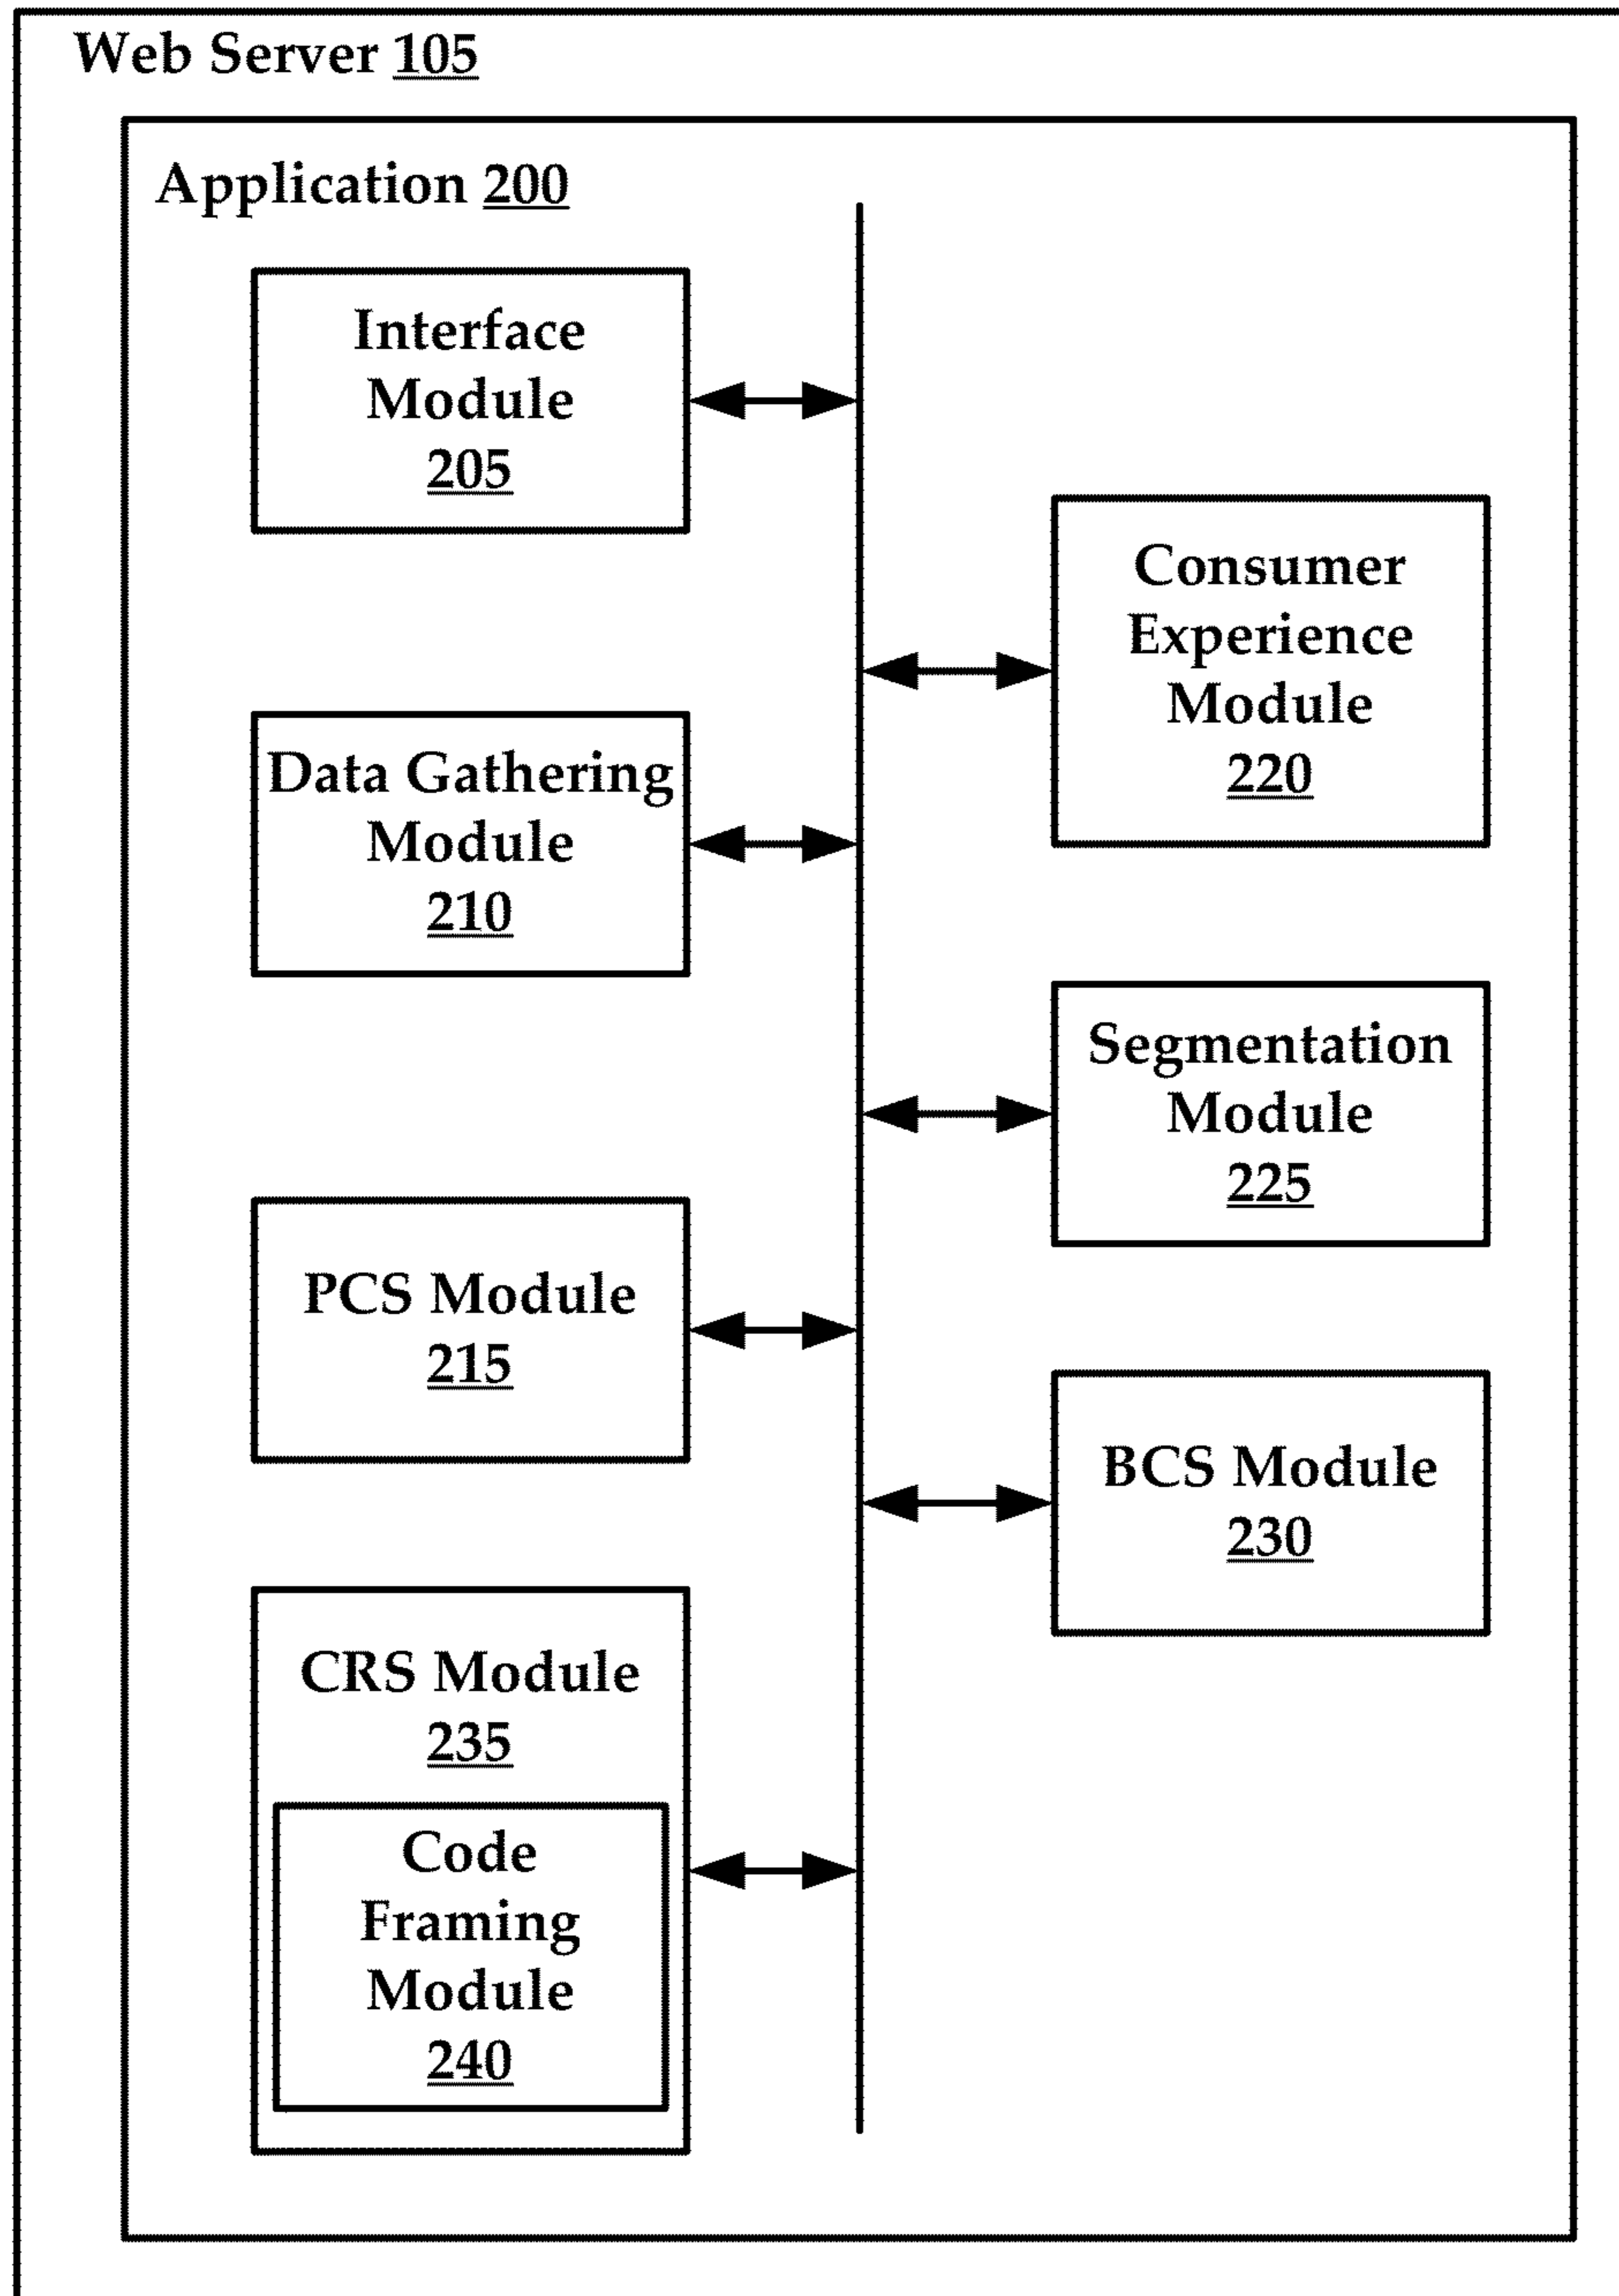 Web Server 105
Application 200
Interface
Module
205
Data Gathering
Module
210
PCS Module
215
CRS Module
235
Code
Framing
Module
240
Consumer
Experience
Module
220
Segmentation
Module
225
BCS Module
230